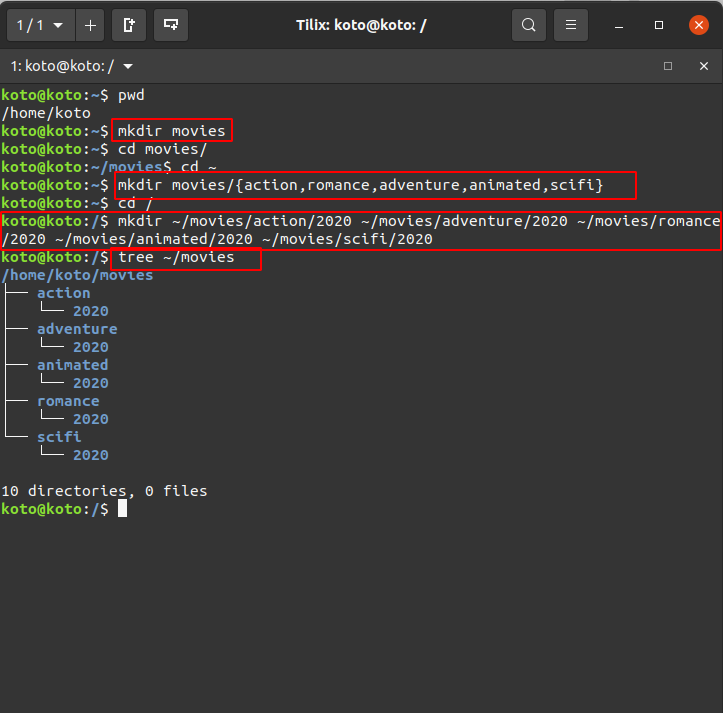 1 / 1
Tilix: koto@koto: /
1: koto@koto: /
koto@koto:~$ pwd
/home/koto
koto@koto:~$ mkdir movies
koto@koto:~$ cd movies/
koto@koto:~/movies$ cd ~
koto@koto:~$ mkdir movies/{action,romance,adventure,animated,scifi}
koto@koto:~$ cd /
koto@koto:/$ mkdir ~/movies/action/2020 ~/movies/adventure/2020 ~/movies/romance
/2020 ~/movies/animated/2020 ~/movies/scifi/2020
koto@koto:/$ tree ~/movies
/home/koto/movies
├── action
│   └── 2020
├── adventure
│   └── 2020
├── animated
│   └── 2020
├── romance
│   └── 2020
└── scifi
    └── 2020
10 directories, 0 files
koto@koto:/$